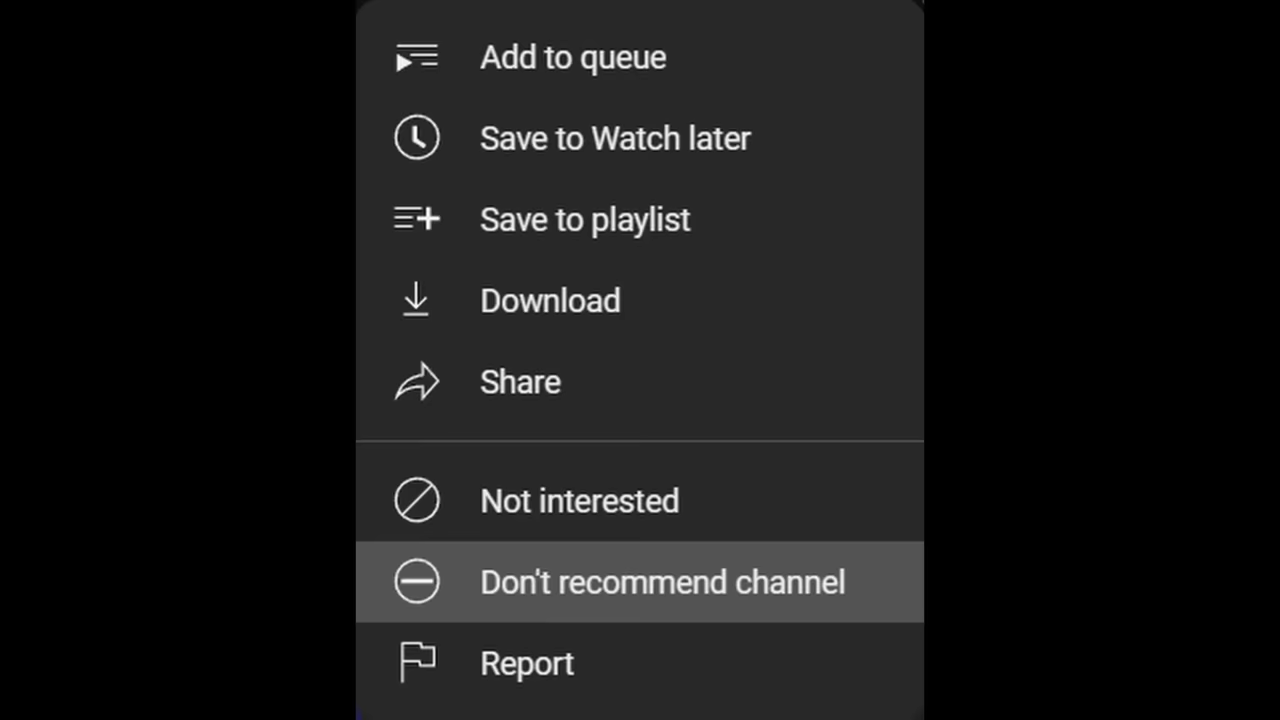 Add to queue
Save to Watch later
Save to playlist
Download
Share
Not interested
Don't recommend channel
Report